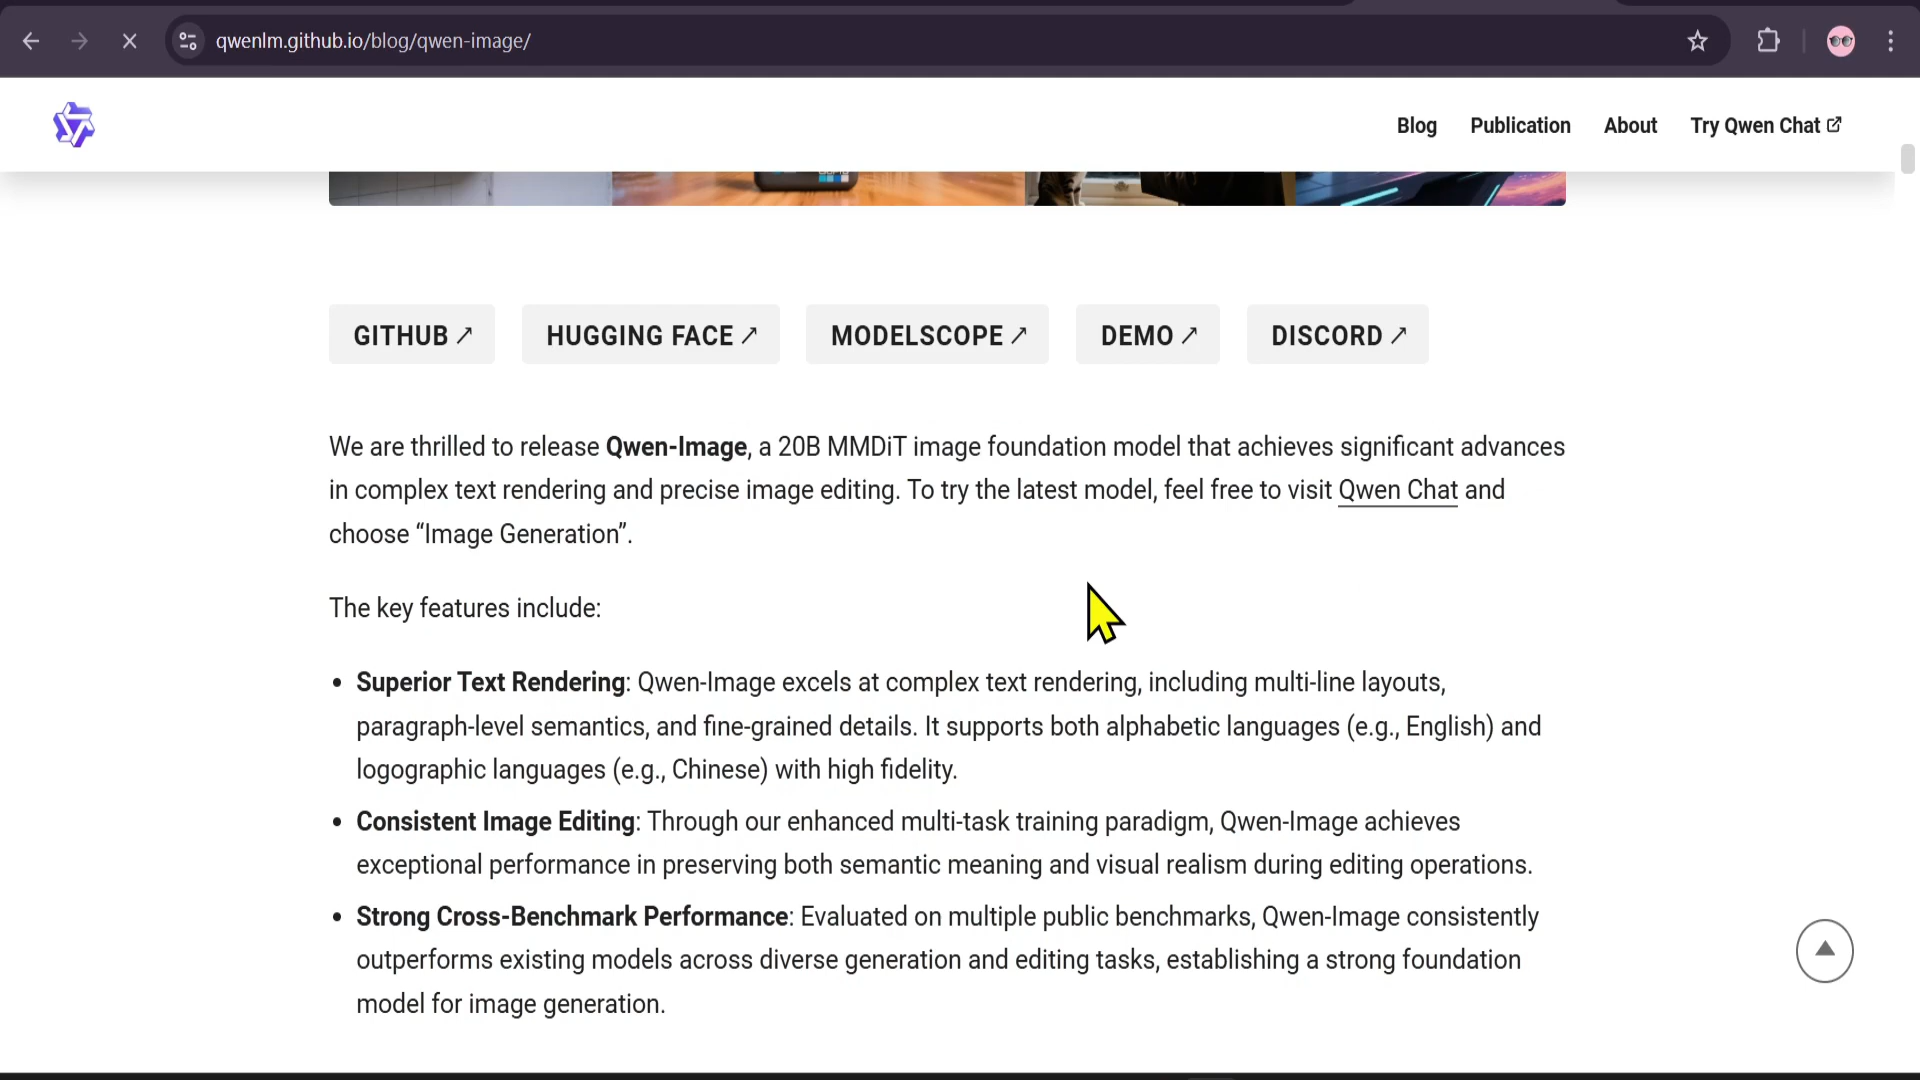 qwenlm.github.io/blog/qwen-image/
Blog Publication About Try Qwen Chat
GITHUB ↗ HUGGING FACE ↗ MODELSCOPE ↗ DEMO ↗ DISCORD ↗
We are thrilled to release Qwen-Image, a 20B MMDiT image foundation model that achieves significant advances
in complex text rendering and precise image editing. To try the latest model, feel free to visit Qwen Chat and
choose “Image Generation”.
The key features include:
• Superior Text Rendering: Qwen-Image excels at complex text rendering, including multi-line layouts,
paragraph-level semantics, and fine-grained details. It supports both alphabetic languages (e.g., English) and
logographic languages (e.g., Chinese) with high fidelity.
• Consistent Image Editing: Through our enhanced multi-task training paradigm, Qwen-Image achieves
exceptional performance in preserving both semantic meaning and visual realism during editing operations.
• Strong Cross-Benchmark Performance: Evaluated on multiple public benchmarks, Qwen-Image consistently
outperforms existing models across diverse generation and editing tasks, establishing a strong foundation
model for image generation.